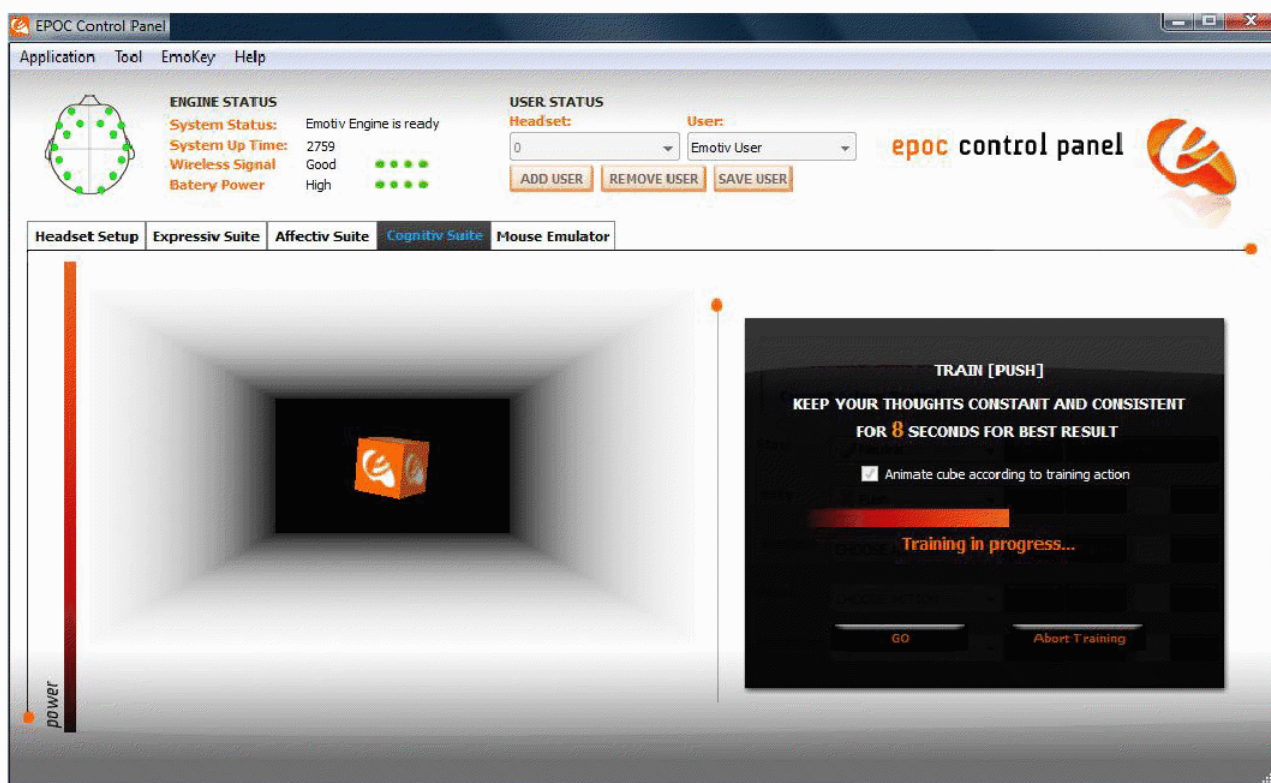 EPOC Control Panel
Application Tool EmoKey Help
ENGINE STATUS
System Status: Emotiv Engine is ready
System Up Time: 2759
Wireless Signal Good
Batery Power High
USER STATUS
Headset: User:
0 Emotiv User
ADD USER REMOVE USER SAVE USER
epoc control panel
Headset Setup Expressiv Suite Affectiv Suite Cognitiv Suite Mouse Emulator
TRAIN [PUSH]
KEEP YOUR THOUGHTS CONSTANT AND CONSISTENT
FOR 8 SECONDS FOR BEST RESULT
Neutral
Animate cube according to training action
Push
Training in progress...
CHOOSE ACTION
GO Abort Training
power